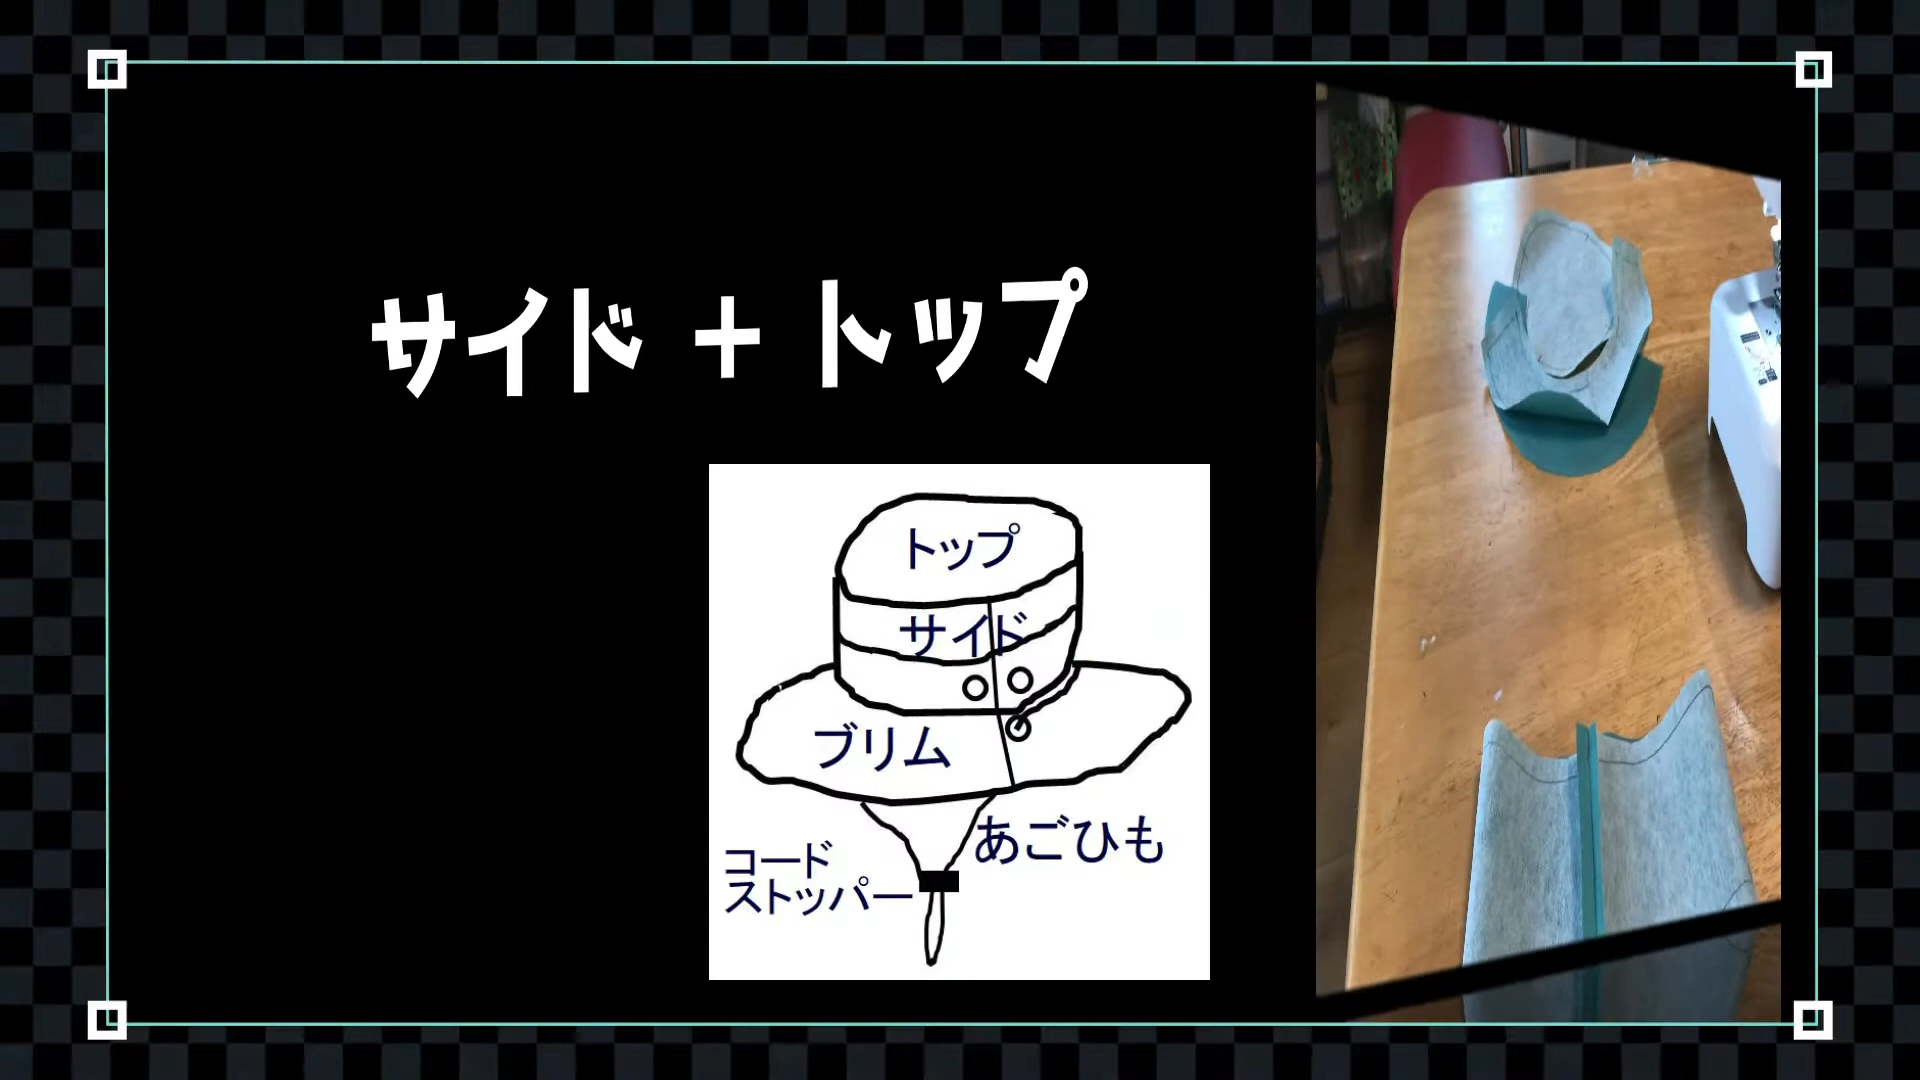 サイド + トップ
トップ
サイド
ブリム
あごひも
コード
ストッパー